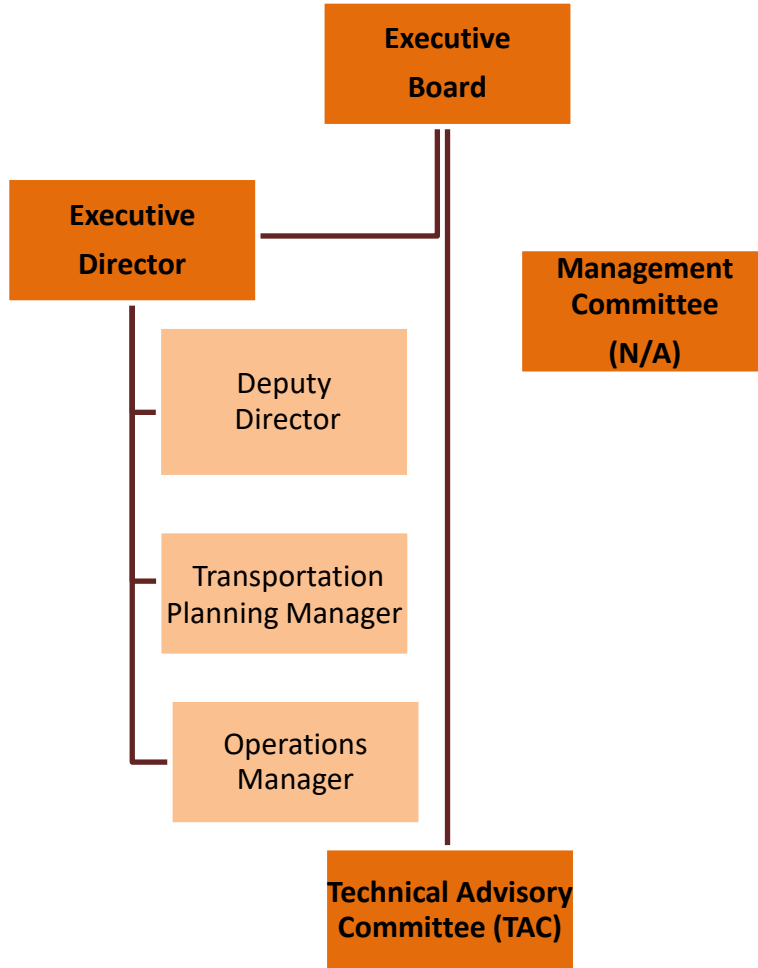 Executive
Board
Executive
Director
Management
Committee
(N/A)
Deputy
Director
Transportation
Planning Manager
Operations
Manager
Technical Advisory
Committee (TAC)